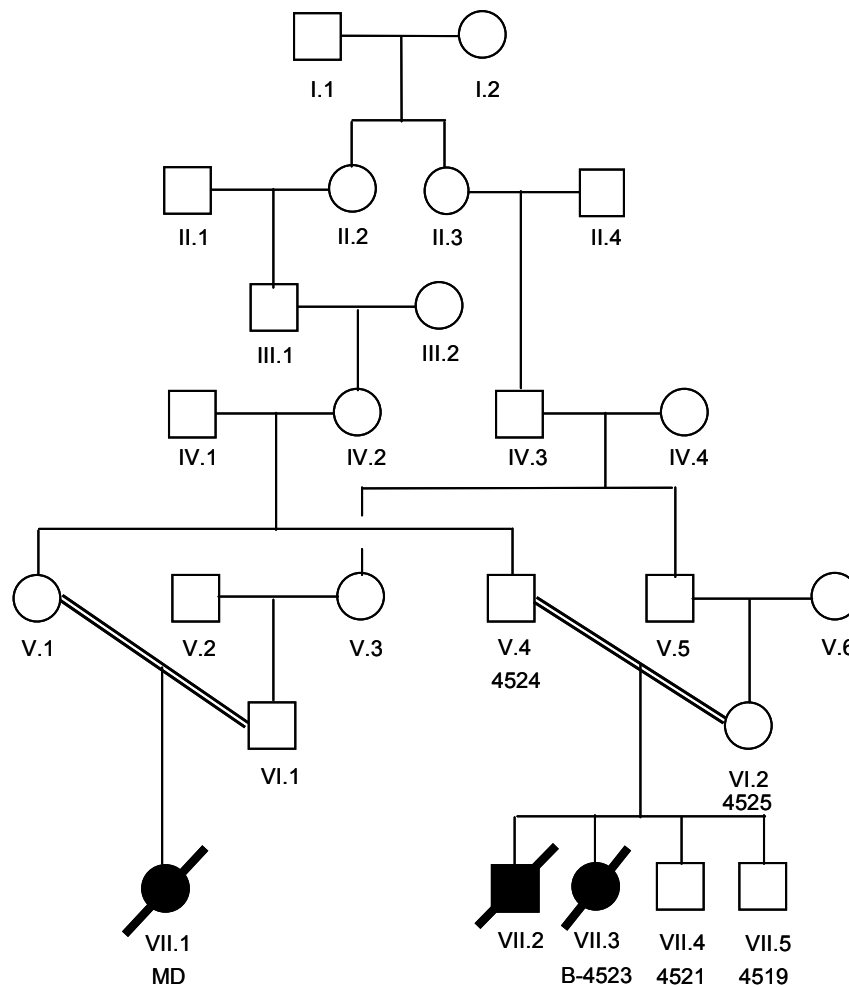 I.1 I.2
II.1 II.2 II.3 II.4
III.1 III.2
IV.1 IV.2 IV.3 IV.4
V.1 V.2 V.3 V.4 V.5 V.6
4524
VI.1 VI.2
4525
VII.1 VII.2 VII.3 VII.4 VII.5
MD B-4523 4521 4519